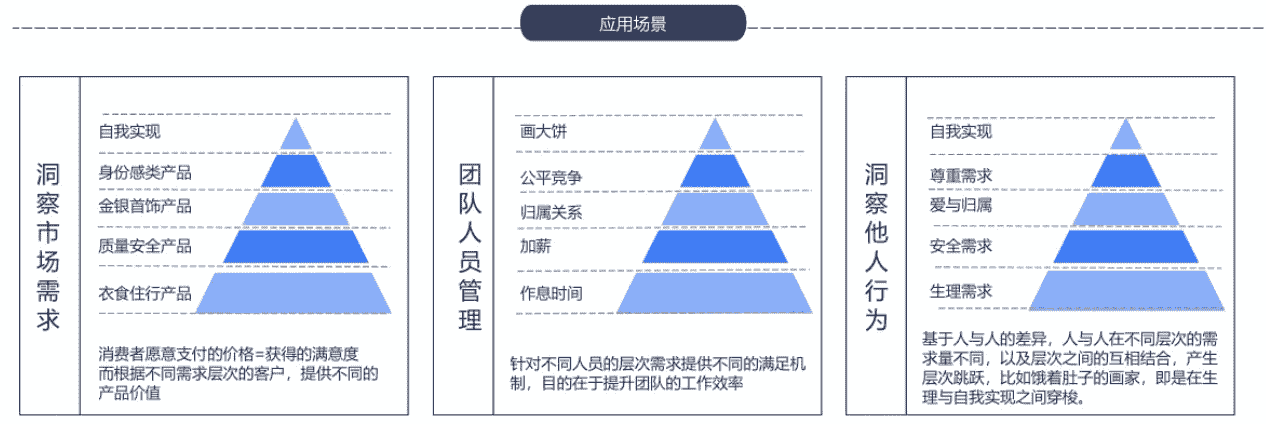 应用场景
洞察市场需求
自我实现
身份感类产品
金银首饰产品
质量安全产品
衣食住行产品
消费者愿意支付的价格=获得的满意度
而根据不同需求层次的客户，提供不同的
产品价值
团队人员管理
画大饼
公平竞争
归属关系
加薪
作息时间
针对不同人员的层次需求提供不同的满足机
制，目的在于提升团队的工作效率
洞察他人行为
自我实现
尊重需求
爱与归属
安全需求
生理需求
基于人与人的差异，人与人在不同层次的需
求量不同，以及层次之间的互相结合，产生
层次跳跃，比如饿着肚子的画家，即是在生
理与自我实现之间穿梭。